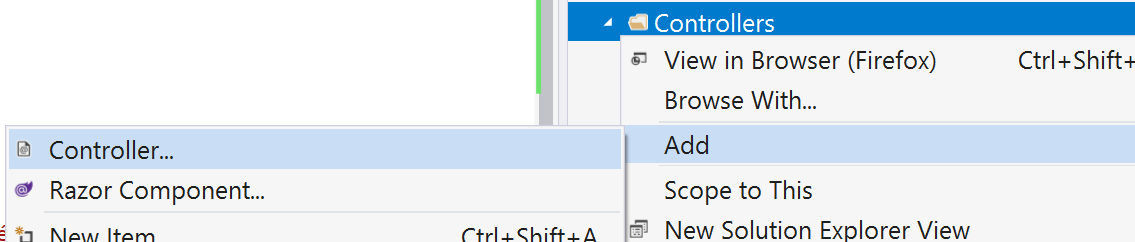 Controllers
View in Browser (Firefox) Ctrl+Shift+
Browse With...
Add
Scope to This
New Solution Explorer View
Controller...
Razor Component...
New Item Ctrl+Shift+A